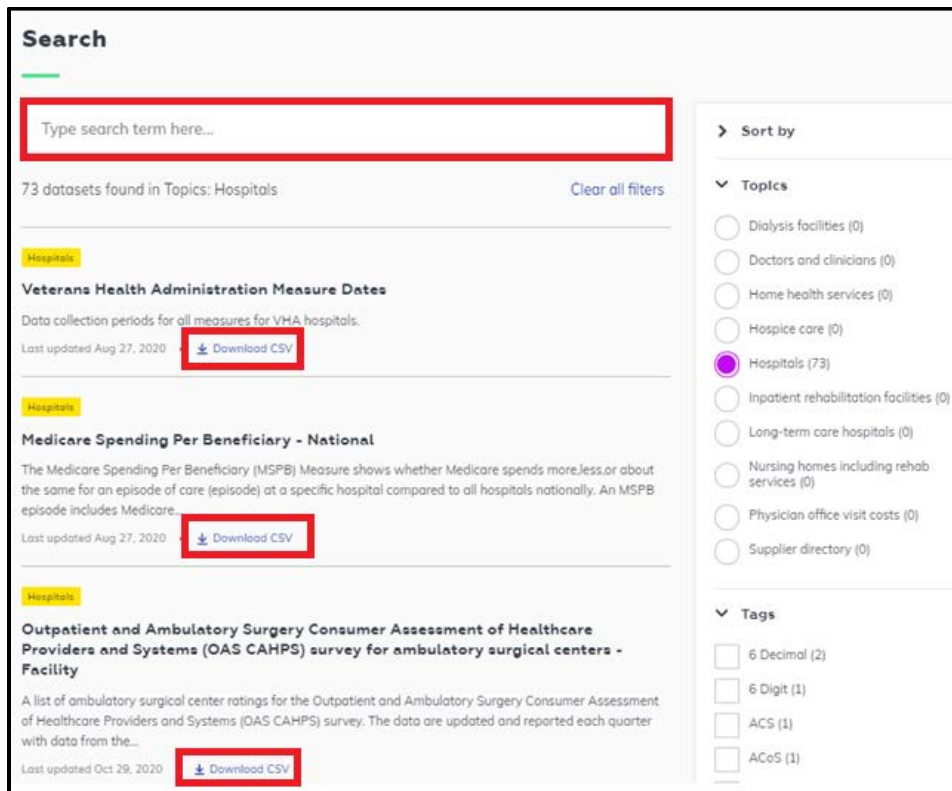 Search
Type search term here...
73 datasets found in Topics: Hospitals
Clear all filters
Hospitals
Veterans Health Administration Measure Dates
Data collection periods for all measures for VHA hospitals.
Last updated Aug 27, 2020
Download CSV
Hospitals
Medicare Spending Per Beneficiary - National
The Medicare Spending Per Beneficiary (MSPB) Measure shows whether Medicare spends more,less,or about
the same for an episode of care (episode) at a specific hospital compared to all hospitals nationally. An MSPB
episode includes Medicare...
Last updated Aug 27, 2020
Download CSV
Hospitals
Outpatient and Ambulatory Surgery Consumer Assessment of Healthcare
Providers and Systems (OAS CAHPS) survey for ambulatory surgical centers -
Facility
A list of ambulatory surgical center ratings for the Outpatient and Ambulatory Surgery Consumer Assessment
of Healthcare Providers and Systems (OAS CAHPS) survey. The data are updated and reported each quarter
with data from the...
Last updated Oct 29, 2020
Download CSV
Sort by
Topics
Dialysis facilities (0)
Doctors and clinicians (0)
Home health services (0)
Hospice care (0)
Hospitals (73)
Inpatient rehabilitation facilities (0)
Long-term care hospitals (0)
Nursing homes including rehab
services (0)
Physician office visit costs (0)
Supplier directory (0)
Tags
6 Decimal (2)
6 Digit (1)
ACS (1)
ACoS (1)